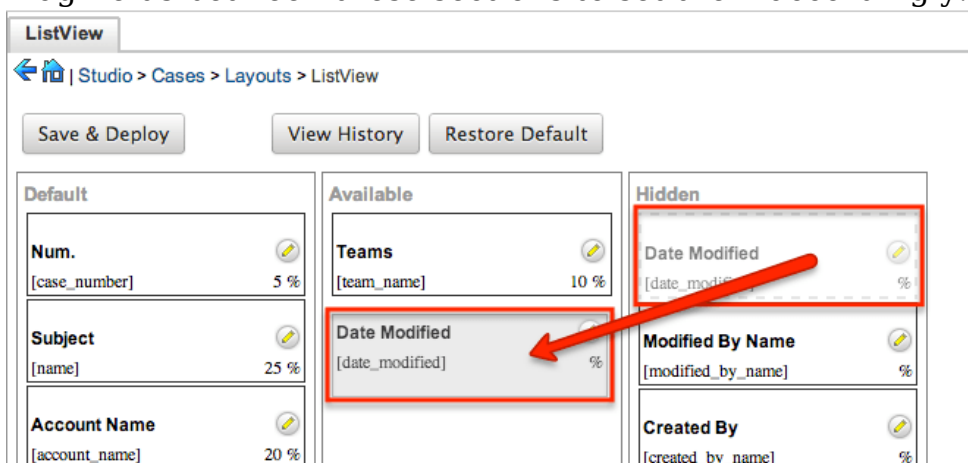 ListView
| Studio > Cases > Layouts > ListView
Save & Deploy View History Restore Default
Default
Num.
[case_number] 5 %
Subject
[name] 25 %
Account Name
[account_name] 20 %
Available
Teams
[team_name] 10 %
Date Modified
[date_modified] %
Hidden
Date Modified
[date_modified] %
Modified By Name
[modified_by_name] %
Created By
[created_by_name] %